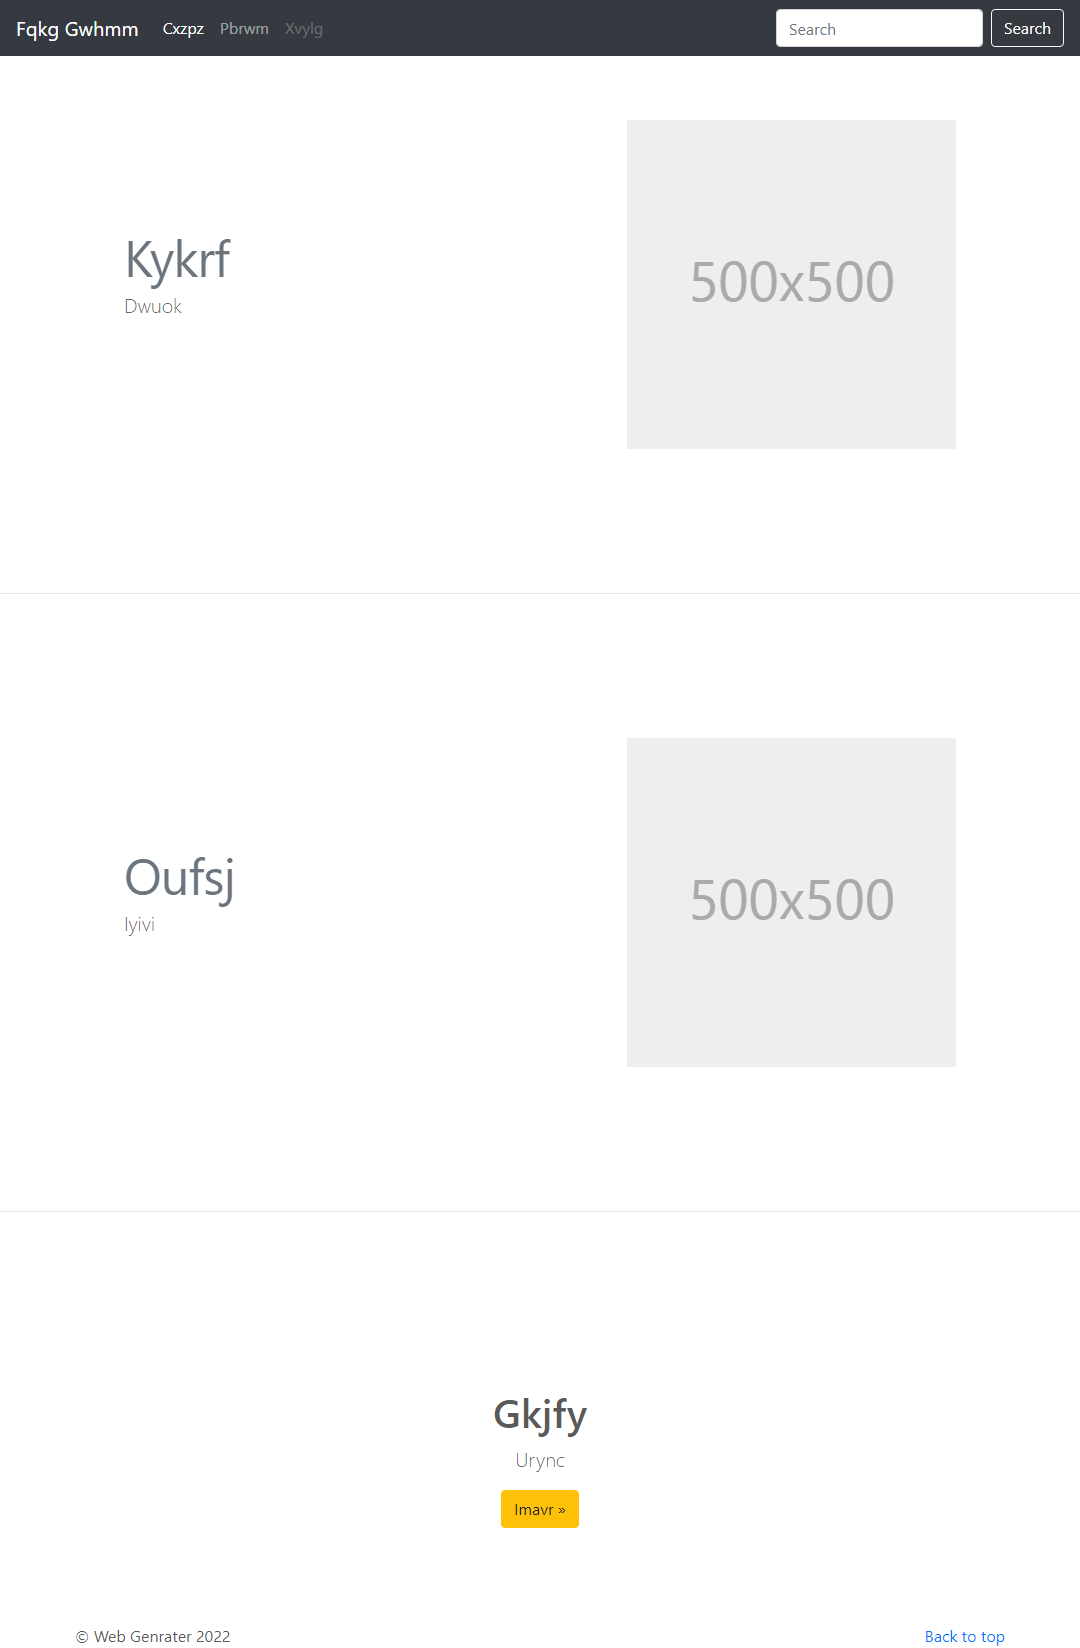 Fqkg Gwhmm Cxzpz Pbrwm Xvylg Search Search
Kykrf
Dwuok
500x500
Oufsj
Iyivi
500x500
Gkjfy
Urync
Imavr »
© Web Genrater 2022 Back to top